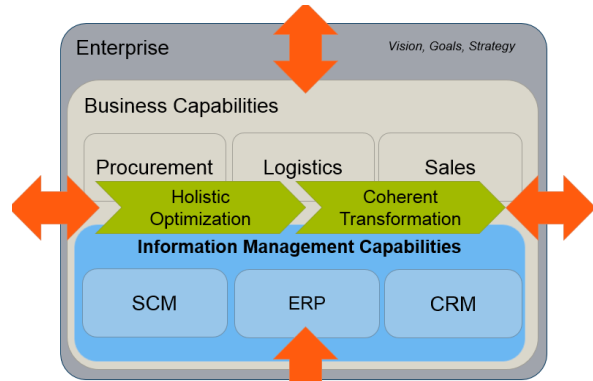 Enterprise
Vision, Goals, Strategy
Business Capabilities
Procurement
Logistics
Sales
Holistic
Optimization
Coherent
Transformation
Information Management Capabilities
SCM
ERP
CRM